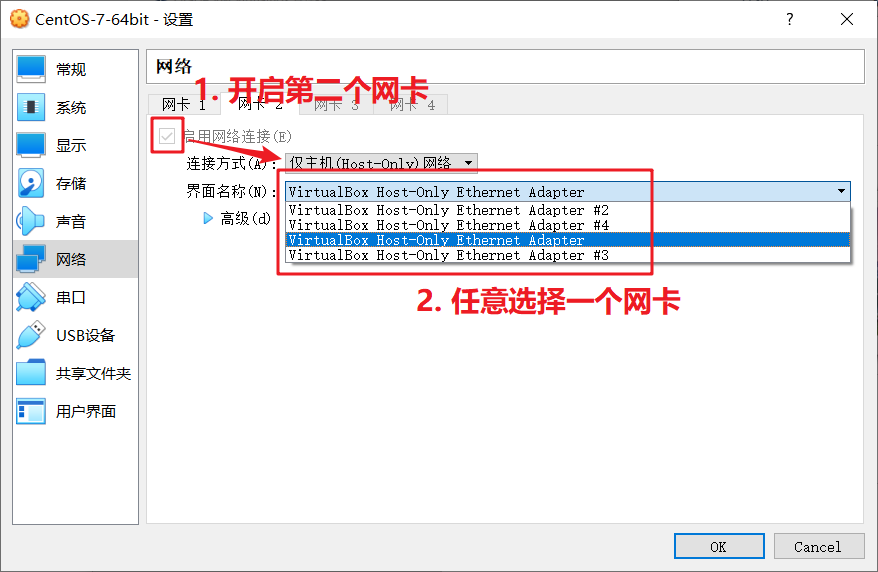 CentOS-7-64bit - 设置
?
常规
系统
显示
存储
声音
网络
串口
USB设备
共享文件夹
用户界面
网络
1. 开启第二个网卡
网卡 1
网卡 2
网卡 3
网卡 4
启用网络连接(E)
连接方式(A):
仅主机(Host-Only)网络
界面名称(N):
VirtualBox Host-Only Ethernet Adapter
高级(d)
VirtualBox Host-Only Ethernet Adapter #2
VirtualBox Host-Only Ethernet Adapter #4
VirtualBox Host-Only Ethernet Adapter
VirtualBox Host-Only Ethernet Adapter #3
2. 任意选择一个网卡
OK
Cancel